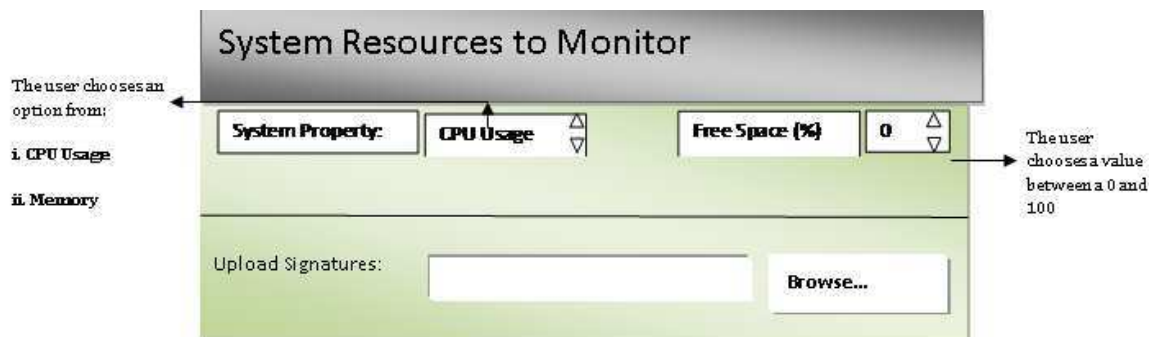 System Resources to Monitor
The user chooses an
option from:
i. CPU Usage
ii. Memory
System Property:
CPU Usage
Free Space (%)
0
The user
chooses a value
between a 0 and
100
Upload Signatures:
Browse...